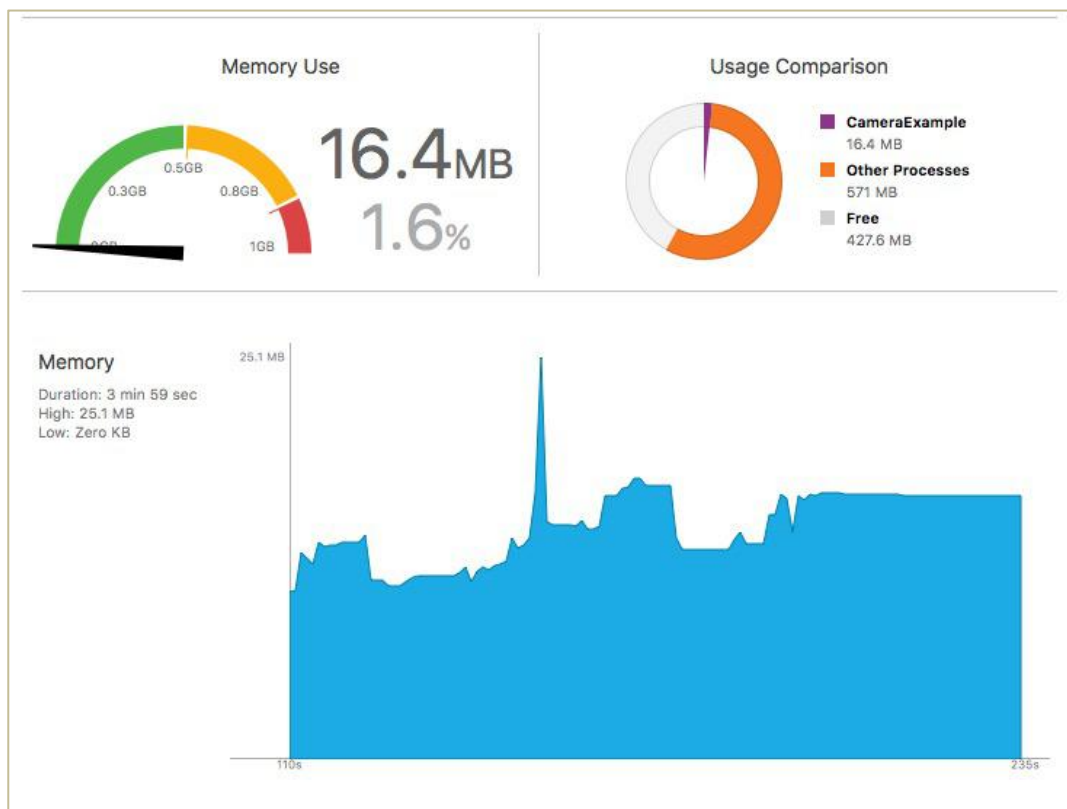 Memory Use
0GB
0.3GB
0.5GB
0.8GB
1GB
16.4MB
1.6%
Usage Comparison
CameraExample
16.4 MB
Other Processes
571 MB
Free
427.6 MB
Memory
Duration: 3 min 59 sec
High: 25.1 MB
Low: Zero KB
25.1 MB
110s
235s